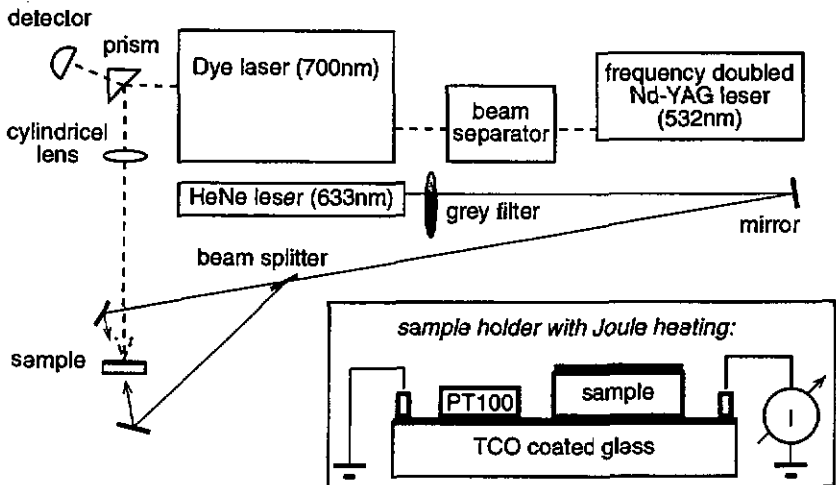 detector
prism
Dye laser (700nm)
frequency doubled
Nd-YAG leser
(532nm)
beam
separator
cylindricel
lens
HeNe leser (633nm)
grey filter
mirror
beam splitter
sample holder with Joule heating:
sample
PT100
sample
I
TCO coated glass